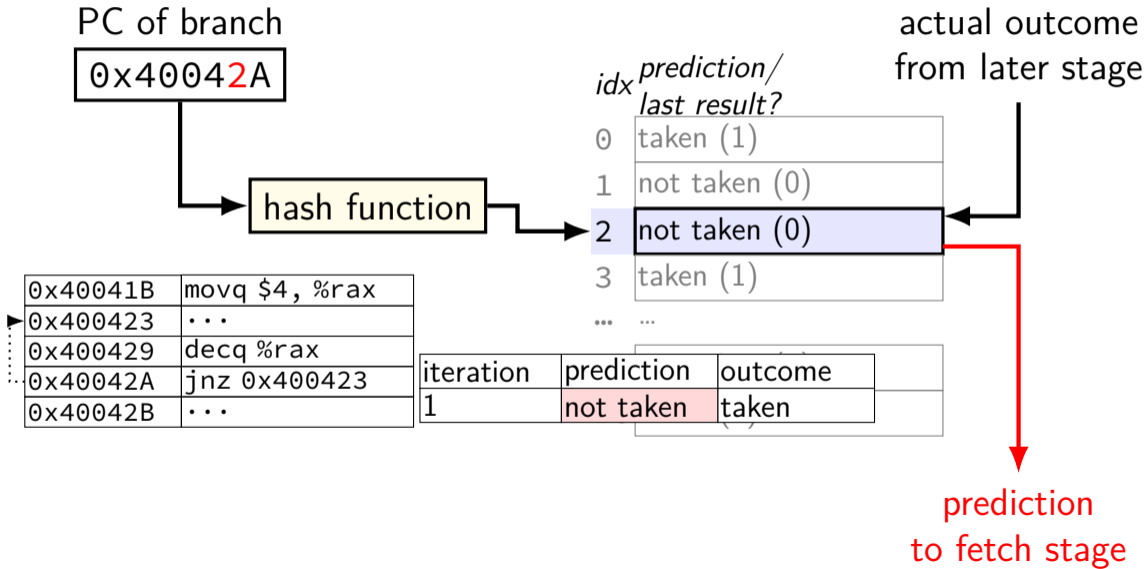 PC of branch
0x40042A
hash function
actual outcome
from later stage
idx prediction/
last result?
0 taken (1)
1 not taken (0)
2 not taken (0)
3 taken (1)
... ...
0x40041B movq $4, %rax
0x400423 ...
0x400429 decq %rax
0x40042A jnz 0x400423
0x40042B ...
iteration prediction outcome
1 not taken taken
prediction
to fetch stage